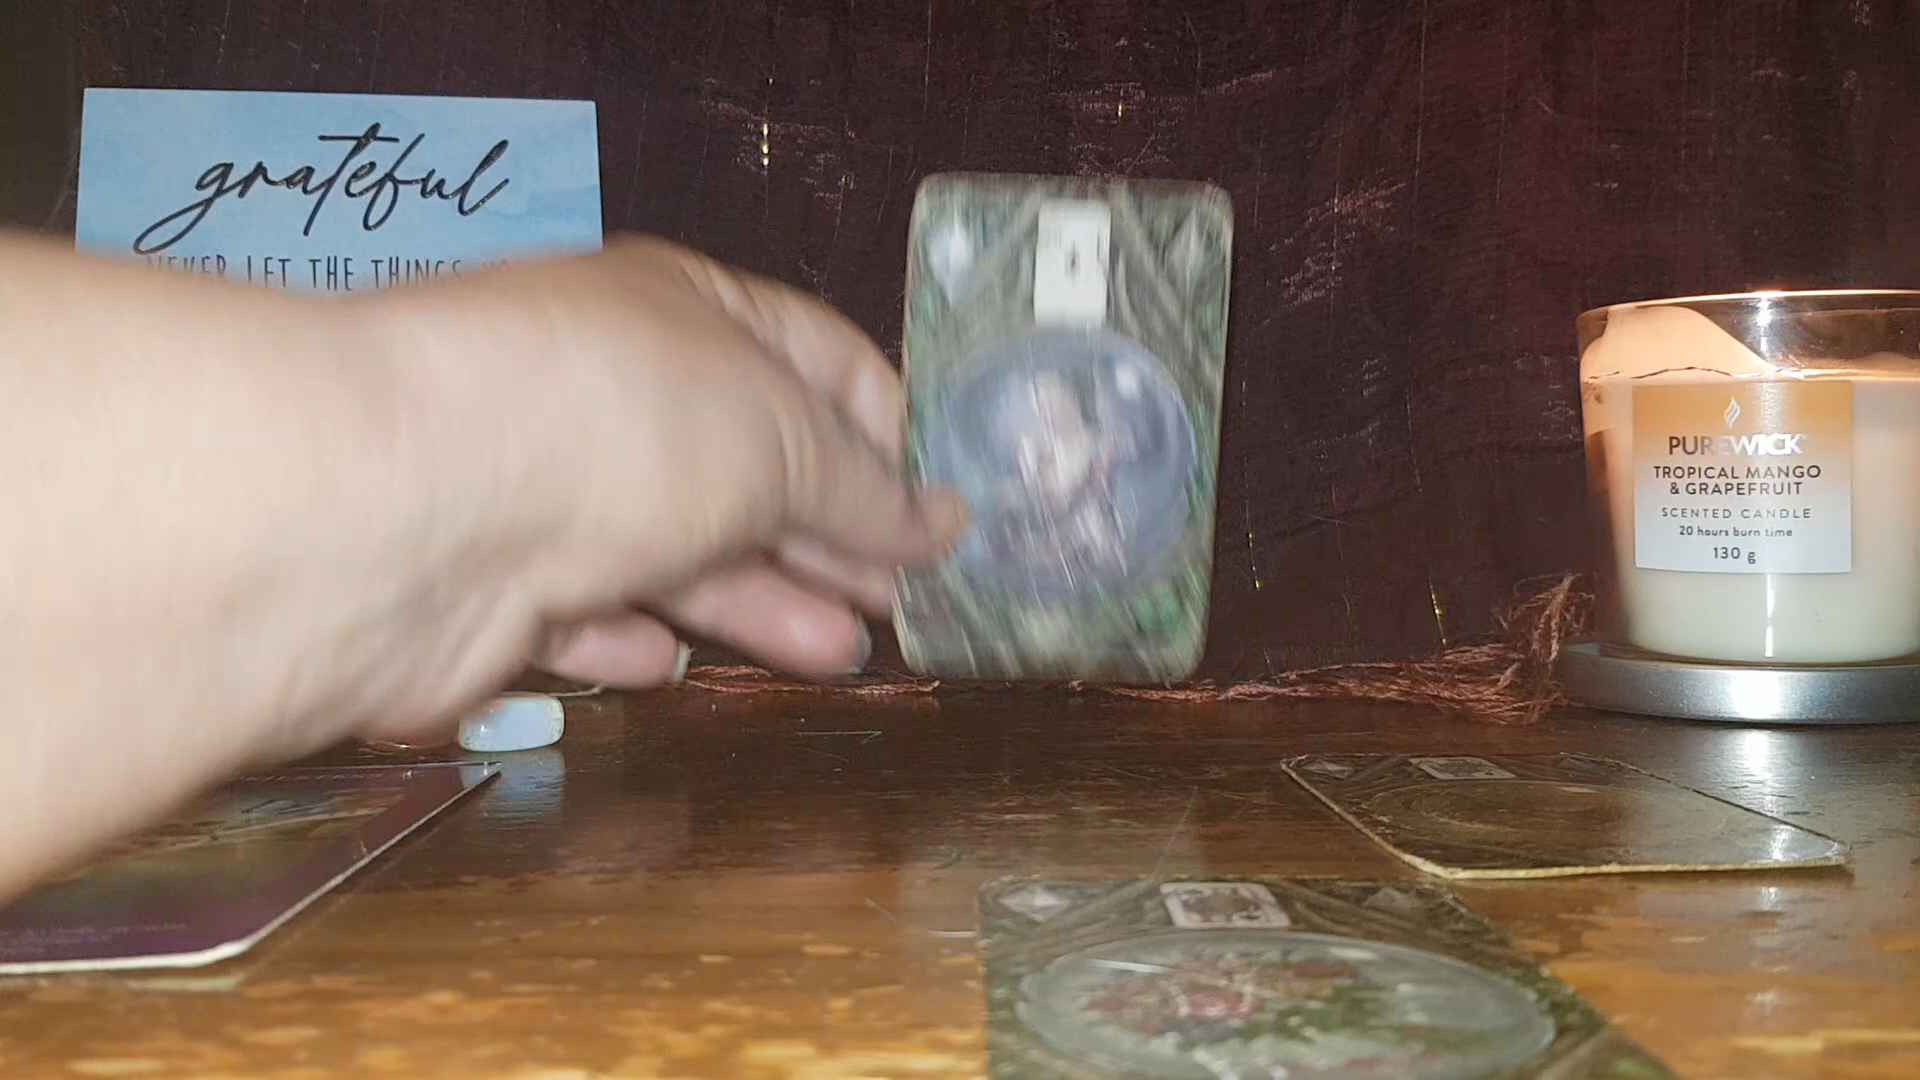 grateful
NEVER LET THE THINGS
PUREWICK
TROPICAL MANGO
& GRAPEFRUIT
SCENTED CANDLE
20 hours burn time
130 g